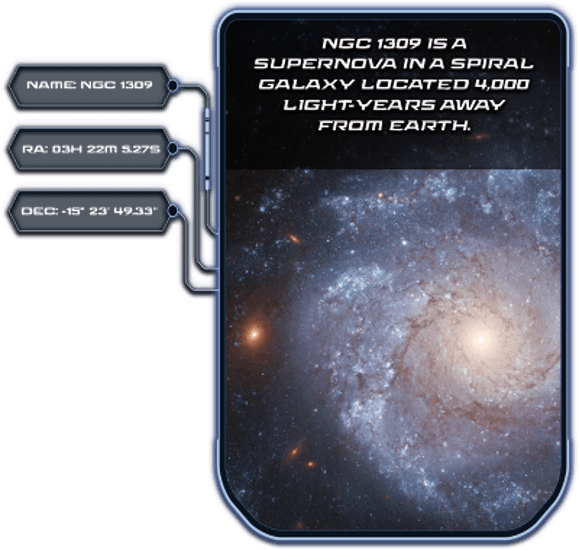 NGC 1309 IS A
SUPERNOVA IN A SPIRAL
GALAXY LOCATED 4,000
LIGHT-YEARS AWAY
FROM EARTH.
NAME: NGC 1309
RA: 03H 22M 5.27S
DEC: -15° 23' 49.33"